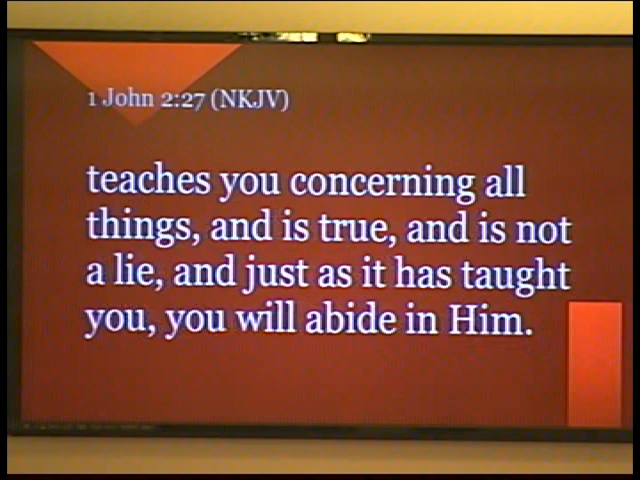 1 John 2:27 (NKJV)
teaches you concerning all
things, and is true, and is not
a lie, and just as it has taught
you, you will abide in Him.